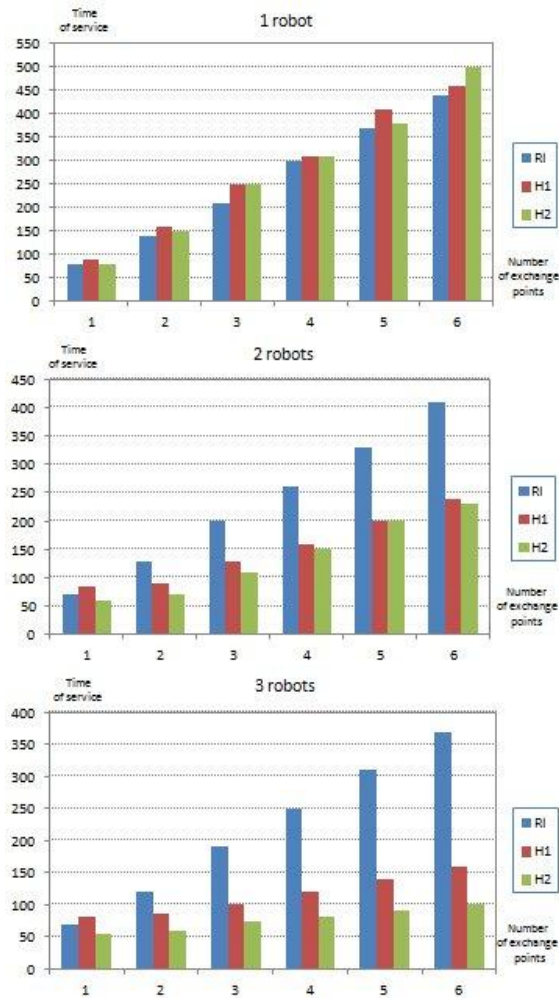 Time
of service
1 robot
550
500
450
400
350
300
250
200
150
100
50
0
1 2 3 4 5 6
RI
H1
H2
Number
of exchange
points
Time
of service
2 robots
450
400
350
300
250
200
150
100
50
0
1 2 3 4 5 6
RI
H1
H2
Number
of exchange
points
Time
of service
3 robots
400
350
300
250
200
150
100
50
0
1 2 3 4 5 6
RI
H1
H2
Number
of exchange
points